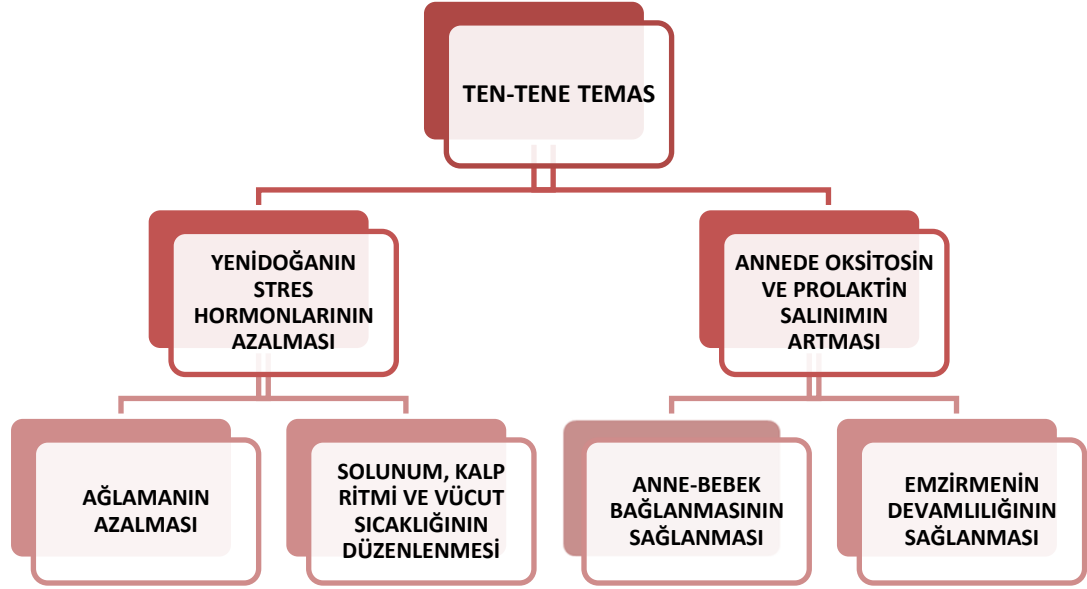 TEN-TENE TEMAS
YENİDOĞANIN
STRES
HORMONLARININ
AZALMASI
ANNEDE OKSİTOSİN
VE PROLAKTİN
SALINIMIN
ARTMASI
AĞLAMANIN
AZALMASI
SOLUNUM, KALP
RİTMİ VE VÜCUT
SICAKLIĞININ
DÜZENLENMESİ
ANNE-BEBEK
BAĞLANMASININ
SAĞLANMASI
EMZİRMENİN
DEVAMLILIĞININ
SAĞLANMASI